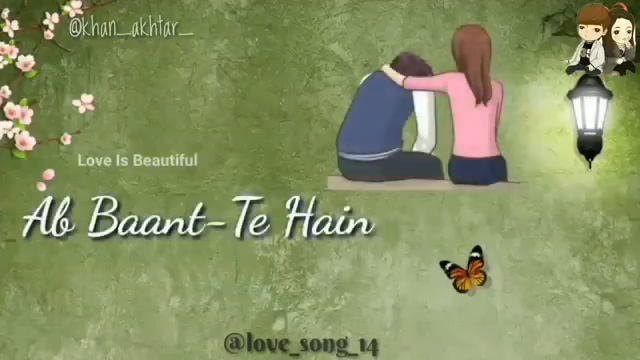 @khan_akhtar_
Love Is Beautiful
Ab Baant-Te Hain
@love_song_14